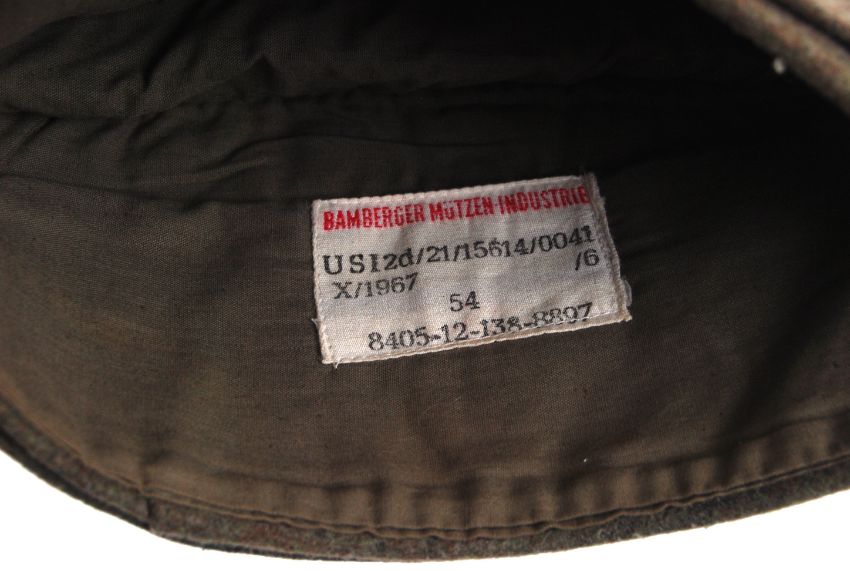 BAMBERGER MÜTZEN-INDUSTRIE
USI2d/21/15614/0041
X/1967 /6
54
8405-12-138-8897